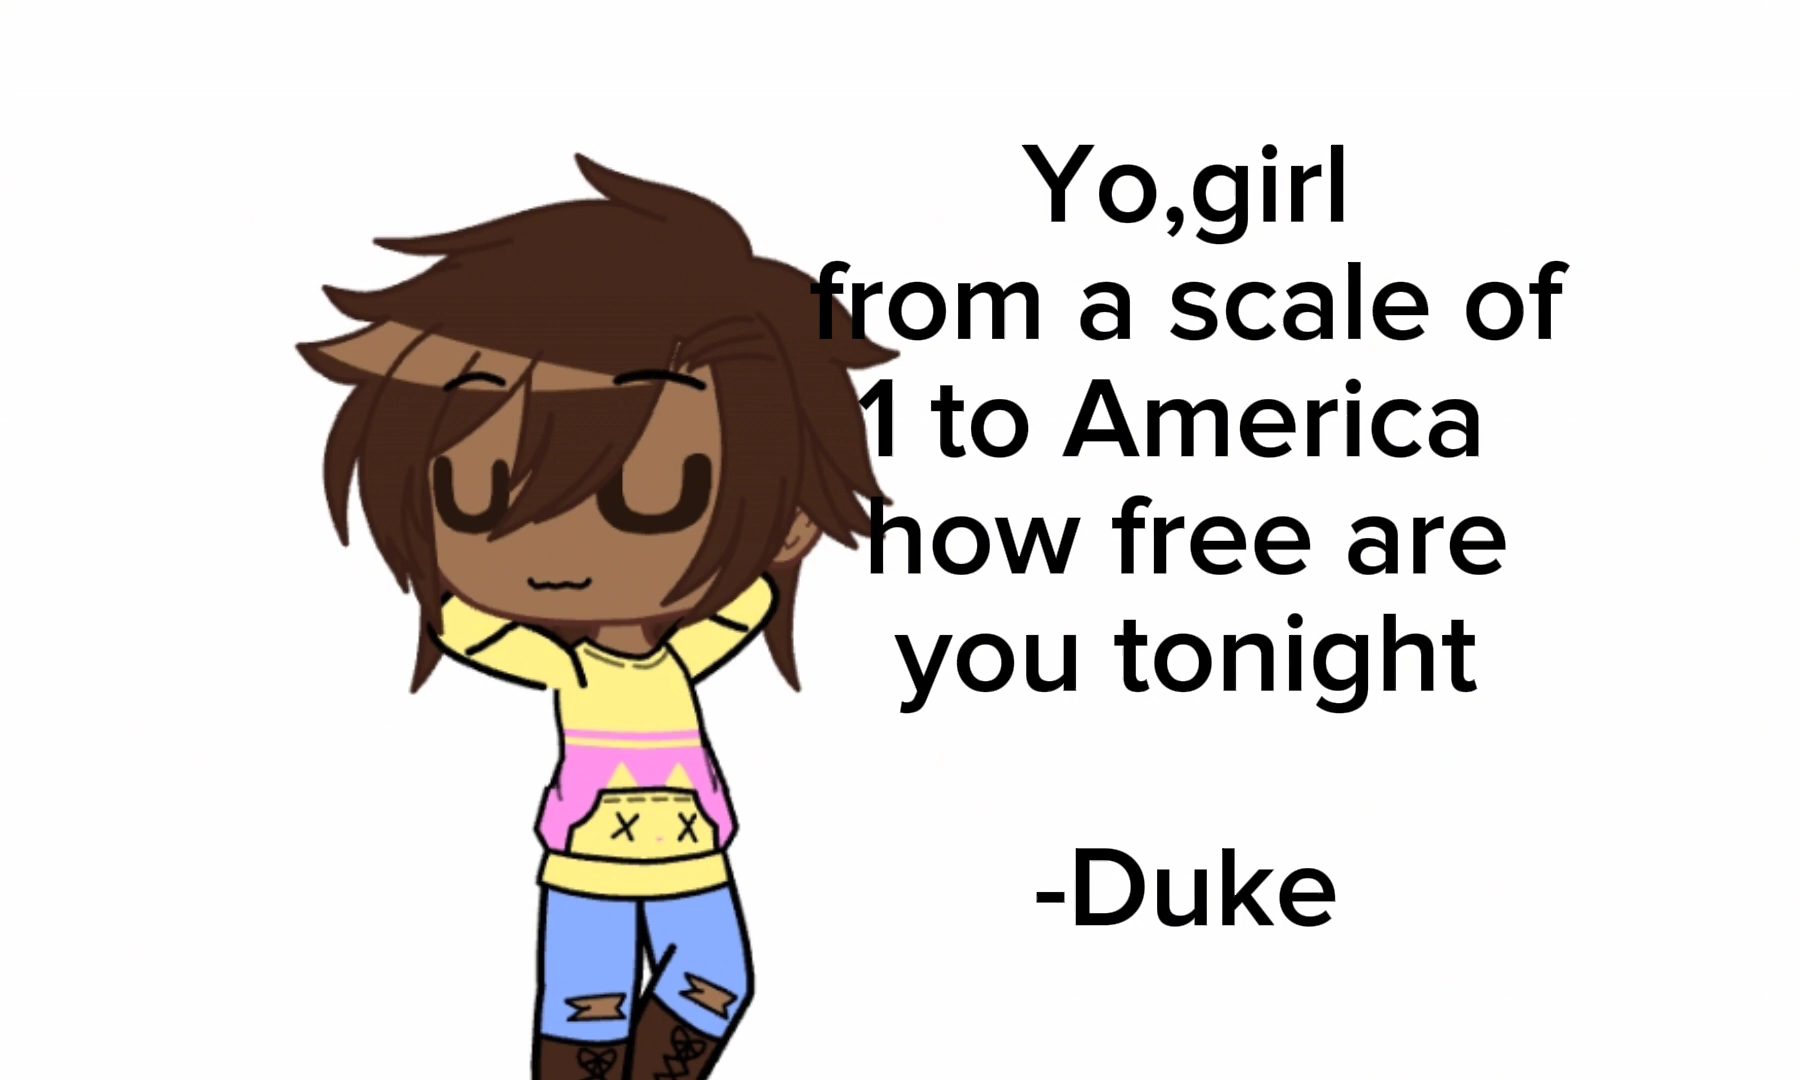 Yo,girl
from a scale of
1 to America
how free are
you tonight
-Duke